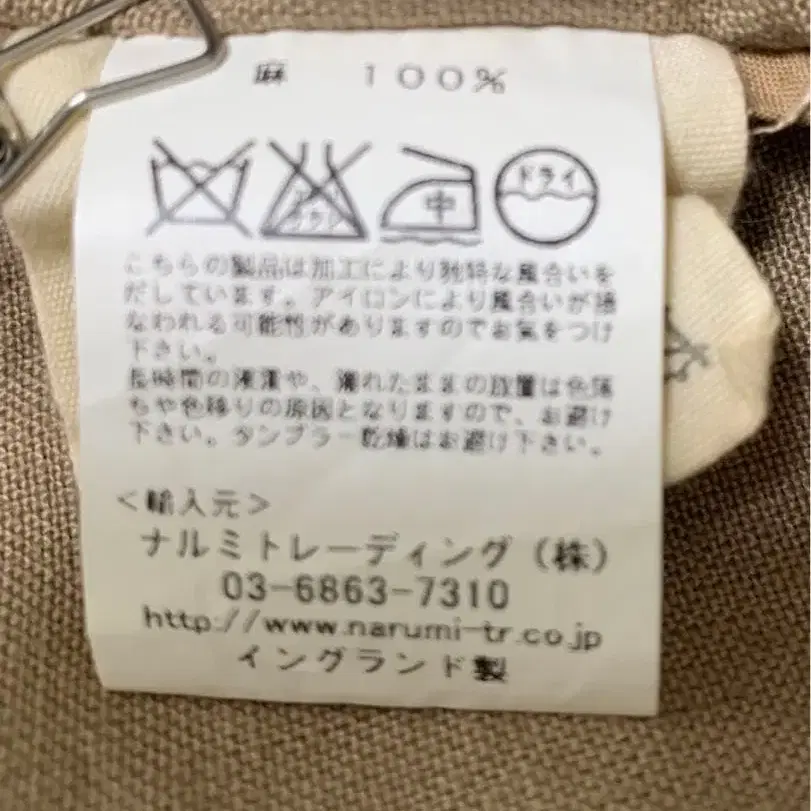 麻　100%
ドライ
中
こちらの製品は加工により独特な風合いを
だしています。アイロンにより風合いが損
なわれる可能性がありますのでお気をつけ
下さい。
長時間の液漬や、濡れたままの放置は色落
ちや色移りの原因となりますので、お避け
下さい。タンブラー乾燥はお避け下さい。
<輸入元>
ナルミトレーディング(株)
03-6863-7310
http://www.narumi-tr.co.jp
イングランド製